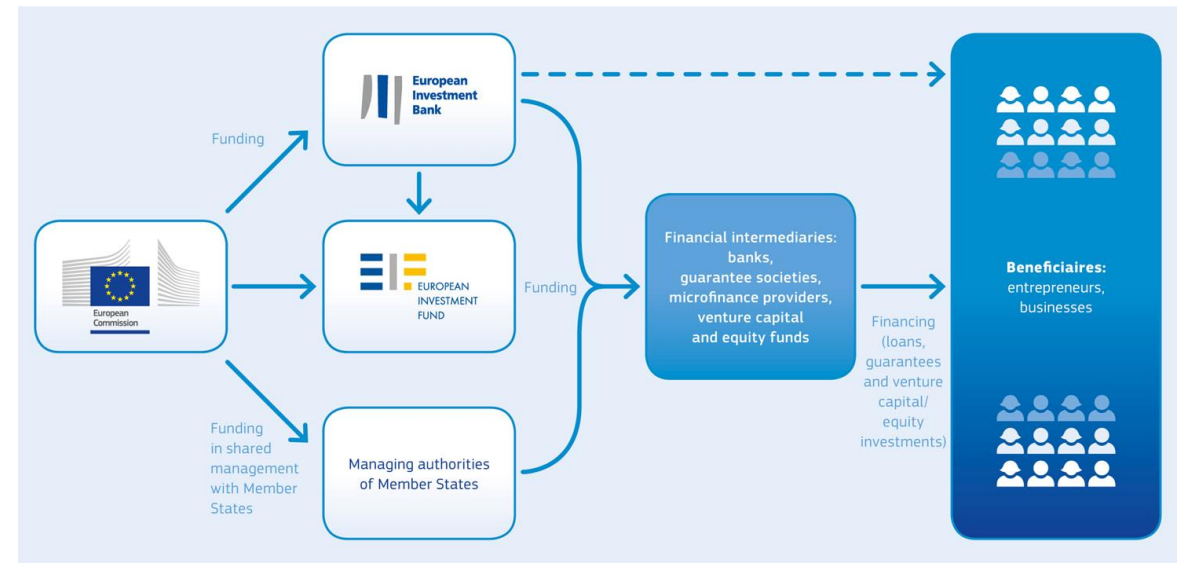 European
Investment
Bank
Funding
European
Commission
EUROPEAN
INVESTMENT
FUND
Funding
Financial intermediaries:
banks,
guarantee societies,
microfinance providers,
venture capital
and equity funds
Beneficiaires:
entrepreneurs,
businesses
Financing
(loans,
guarantees
and venture
capital/
equity
investments)
Funding
in shared
management
with Member
States
Managing authorities
of Member States